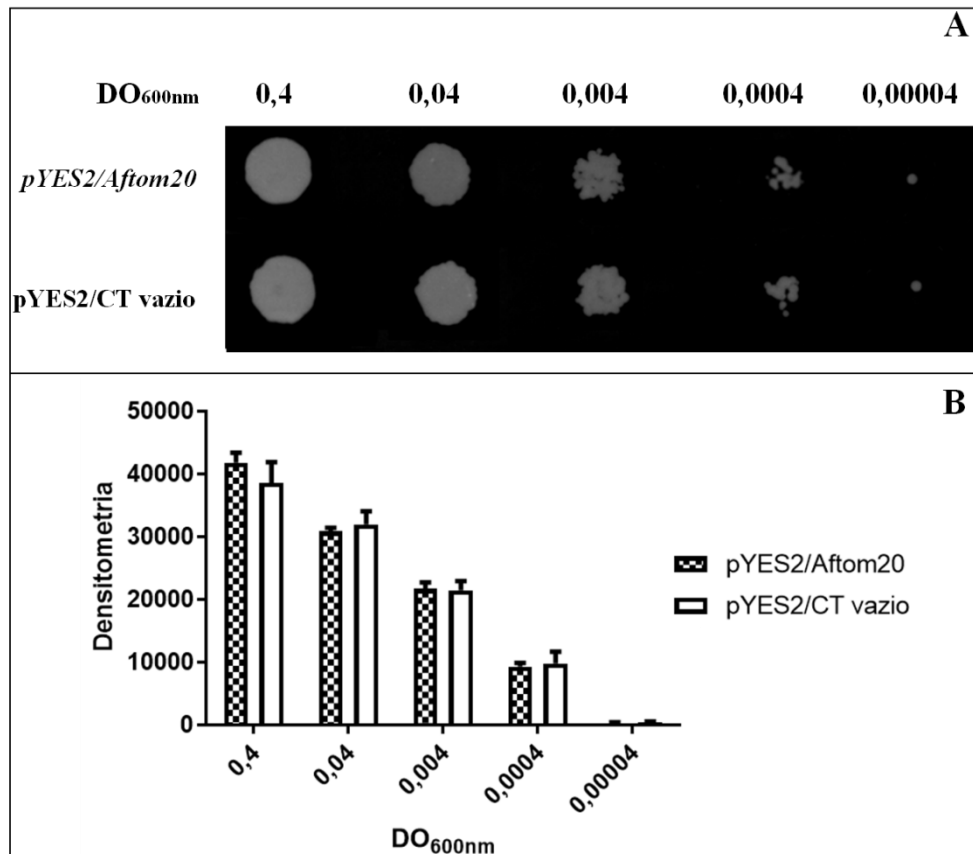 A
DO600nm 0,4 0,04 0,004 0,0004 0,00004
pYES2/Aftom20
pYES2/CT vazio
B
50000
40000
30000
20000
10000
0
Densitometria
0,4 0,04 0,004 0,0004 0,00004
DO600nm
pYES2/Aftom20
pYES2/CT vazio